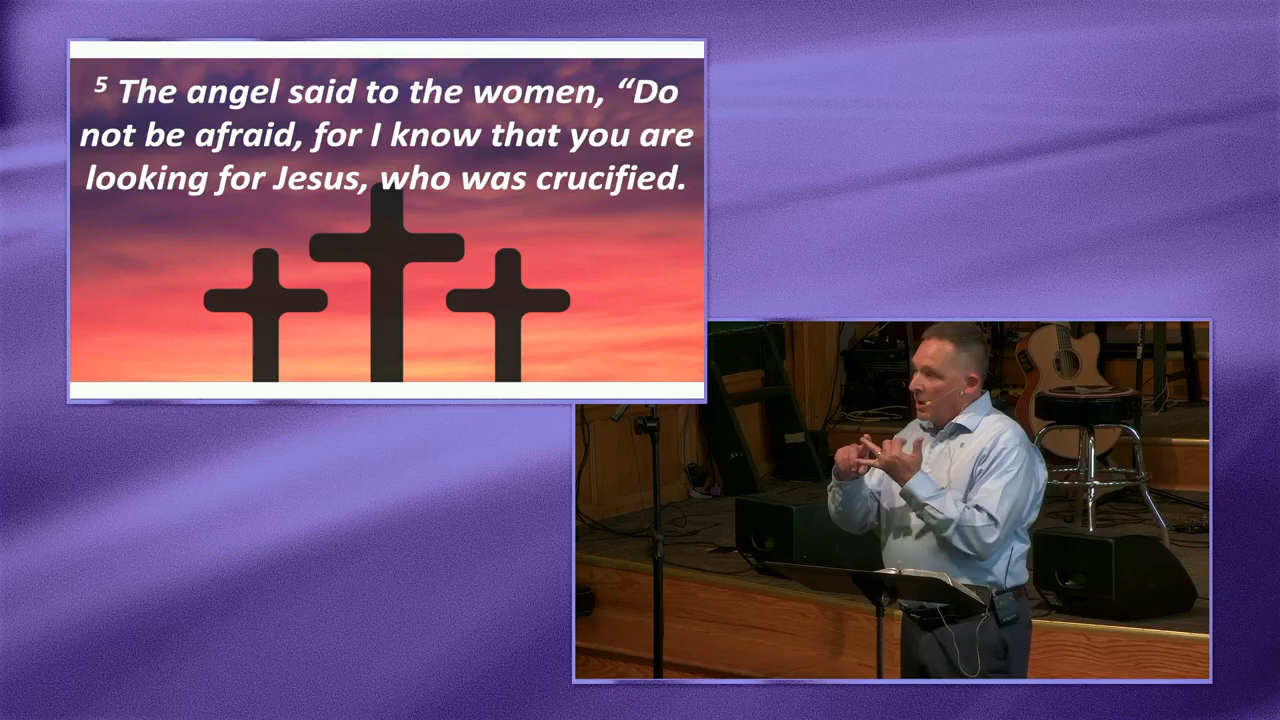 ⁵ The angel said to the women, “Do
not be afraid, for I know that you are
looking for Jesus, who was crucified.